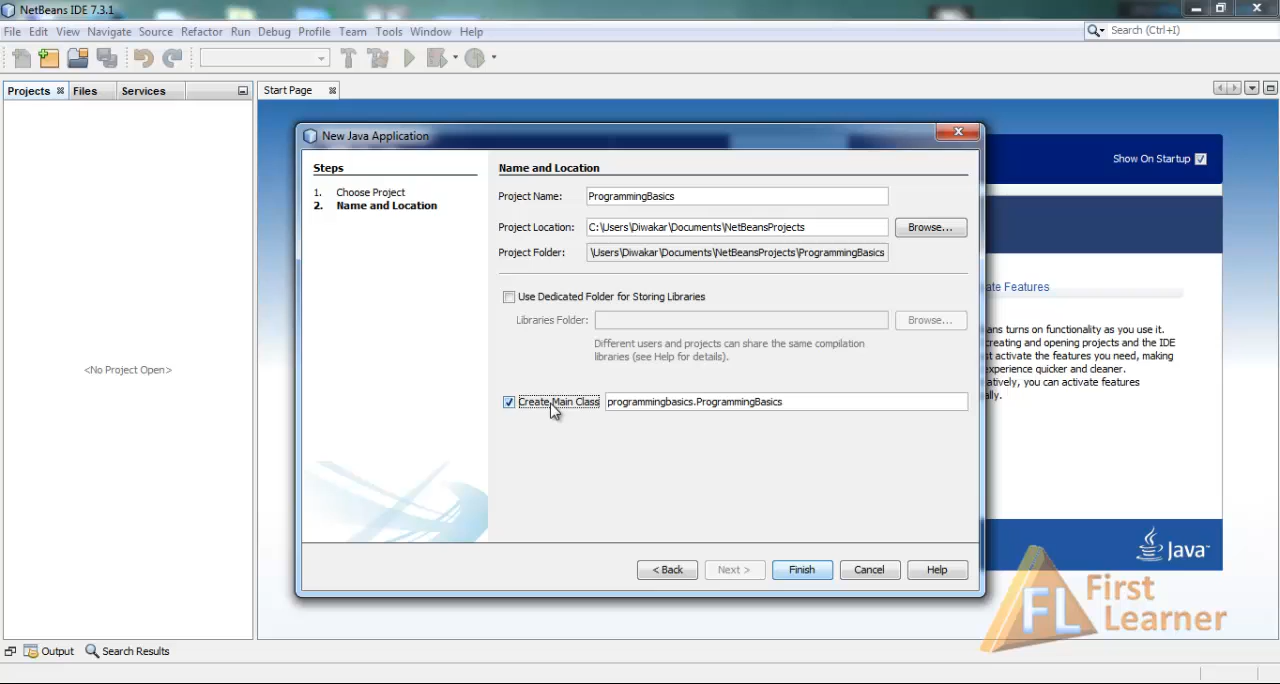 NetBeans IDE 7.3.1
File Edit View Navigate Source Refactor Run Debug Profile Team Tools Window Help
Search (Ctrl+I)
Projects Files Services
Start Page
<No Project Open>
New Java Application
Steps
1. Choose Project
2. Name and Location
Name and Location
Project Name: ProgrammingBasics
Project Location: C:\Users\Diwakar\Documents\NetBeansProjects Browse...
Project Folder: \Users\Diwakar\Documents\NetBeansProjects\ProgrammingBasics
Use Dedicated Folder for Storing Libraries
Libraries Folder: Browse...
Different users and projects can share the same compilation
libraries (see Help for details).
Create Main Class programmingbasics.ProgrammingBasics
< Back Next > Finish Cancel Help
Show On Startup
Features
turns on functionality as you use it.
creating and opening projects and the IDE
activate the features you need, making
experience quicker and cleaner.
you can activate features
Java
First
FL Learner
Output Search Results